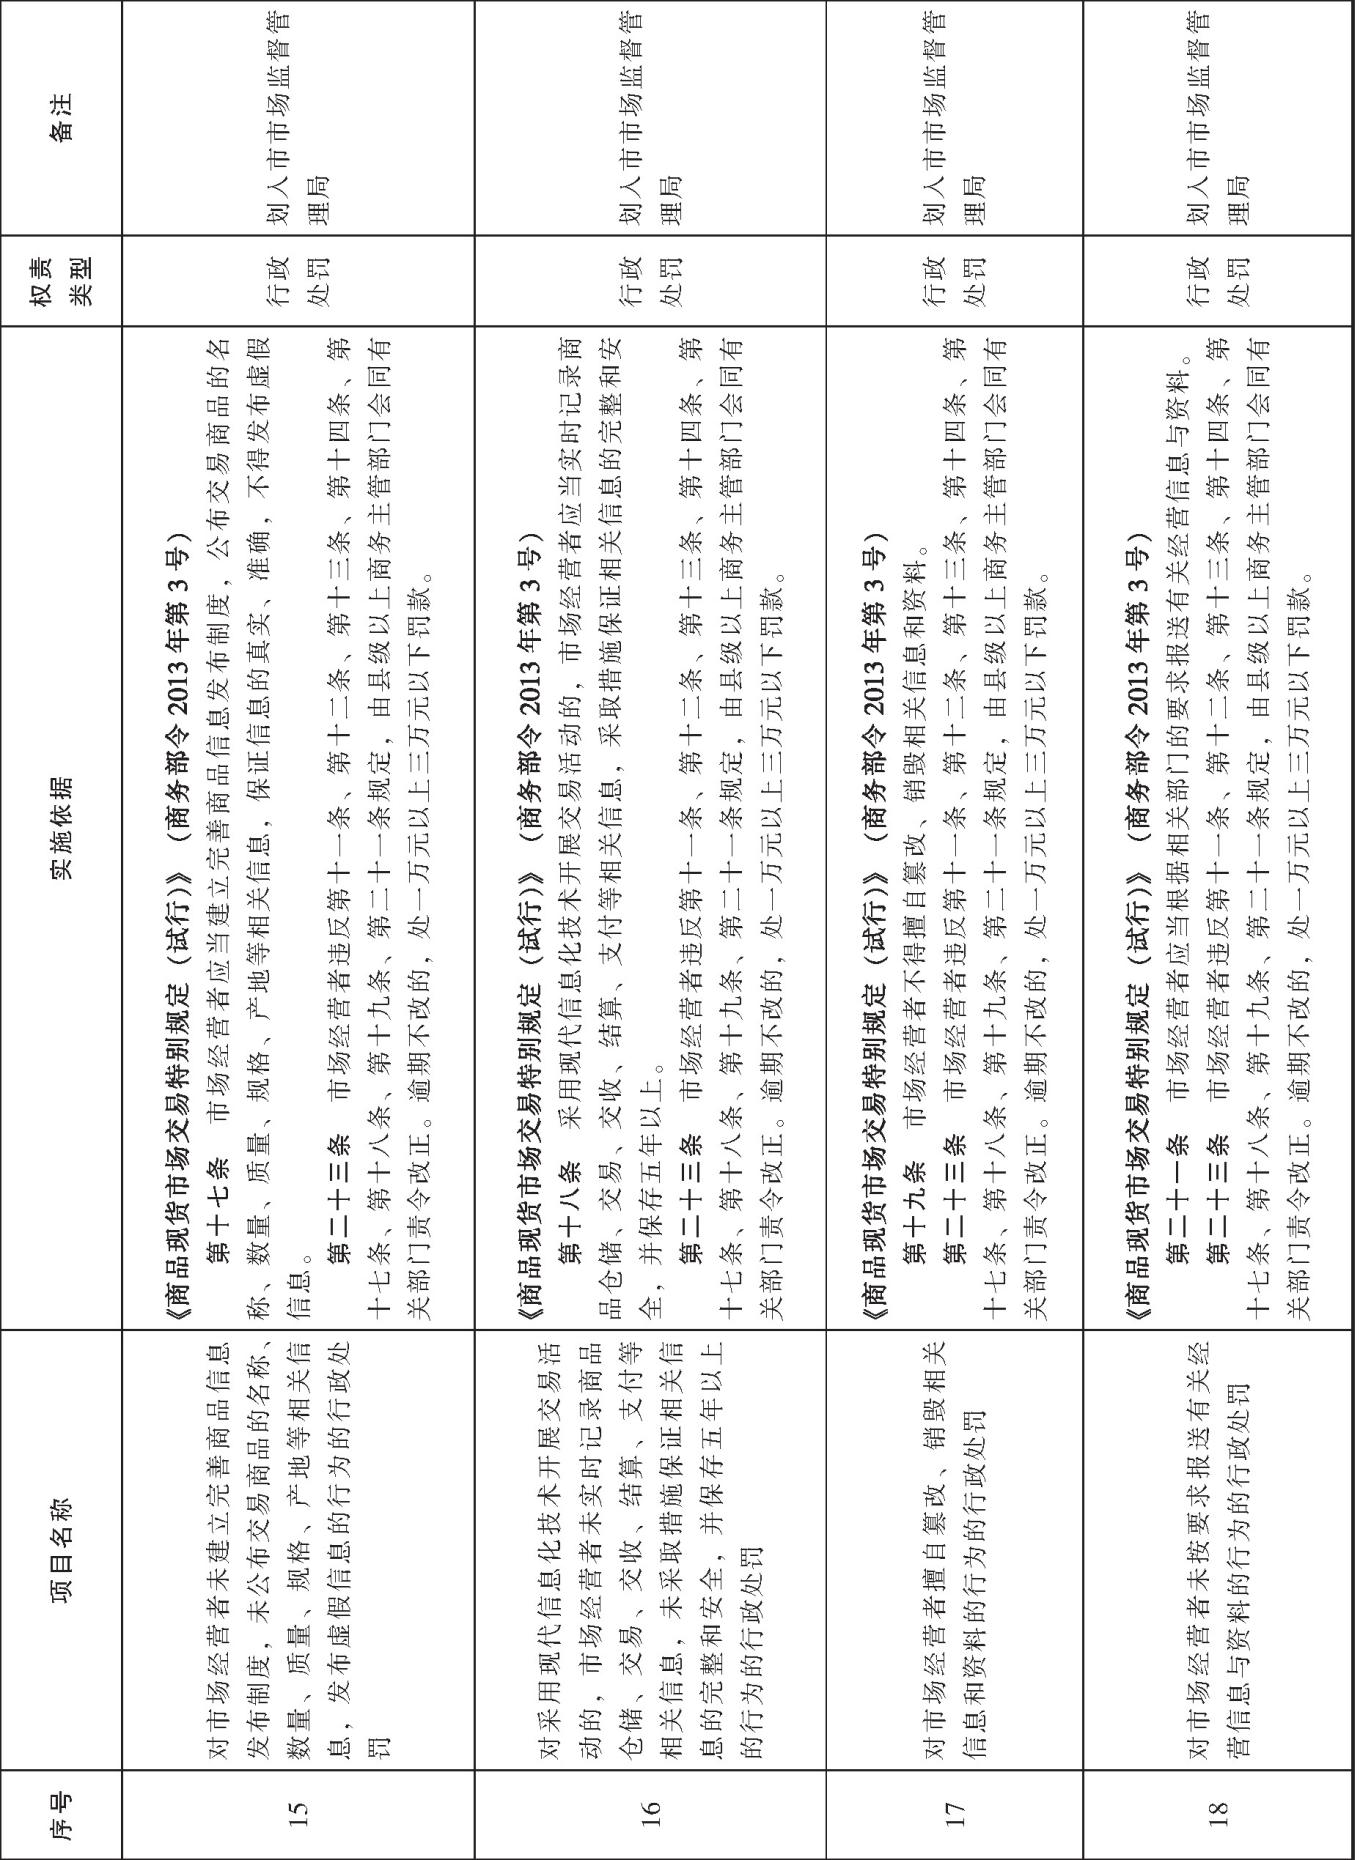 序号
项目名称
实施依据
权责
类型
备注
15
对市场经营者未建立完善商品信息
发布制度，未公布交易商品的名称、
数量、质量、规格、产地等相关信
息，发布虚假信息的行为的行政处
罚
《商品现货市场交易特别规定（试行）》（商务部令 2013 年第 3 号）
第十七条 市场经营者应当建立完善商品信息发布制度，公布交易商品的名
称、数量、质量、规格、产地等相关信息，保证信息的真实、准确，不得发布虚假
信息。
第二十三条 市场经营者违反第十一条、第十二条、第十三条、第十四条、第
十七条、第十八条、第十九条、第二十一条规定，由县级以上商务主管部门会同有
关部门责令改正。逾期不改的，处一万元以上三万元以下罚款。
行政
处罚
划入市市场监督管
理局
16
对采用现代信息化技术开展交易活
动的，市场经营者未实时记录商品
仓储、交易、交收、结算、支付等
相关信息，未采取措施保证相关信
息的完整和安全，并保存五年以上
的行为的行政处罚
《商品现货市场交易特别规定（试行）》（商务部令 2013 年第 3 号）
第十八条 采用现代信息化技术开展交易活动的，市场经营者应当实时记录商
品仓储、交易、交收、结算、支付等相关信息，采取措施保证相关信息的完整和安
全，并保存五年以上。
第二十三条 市场经营者违反第十一条、第十二条、第十三条、第十四条、第
十七条、第十八条、第十九条、第二十一条规定，由县级以上商务主管部门会同有
关部门责令改正。逾期不改的，处一万元以上三万元以下罚款。
行政
处罚
划入市市场监督管
理局
17
对市场经营者擅自篡改、销毁相关
信息和资料的行为的行政处罚
《商品现货市场交易特别规定（试行）》（商务部令 2013 年第 3 号）
第十九条 市场经营者不得擅自篡改、销毁相关信息和资料。
第二十三条 市场经营者违反第十一条、第十二条、第十三条、第十四条、第
十七条、第十八条、第十九条、第二十一条规定，由县级以上商务主管部门会同有
关部门责令改正。逾期不改的，处一万元以上三万元以下罚款。
行政
处罚
划入市市场监督管
理局
18
对市场经营者未按要求报送有关经
营信息与资料的行为的行政处罚
《商品现货市场交易特别规定（试行）》（商务部令 2013 年第 3 号）
第二十一条 市场经营者应当根据相关部门的要求报送有关经营信息与资料。
第二十三条 市场经营者违反第十一条、第十二条、第十三条、第十四条、第
十七条、第十八条、第十九条、第二十一条规定，由县级以上商务主管部门会同有
关部门责令改正。逾期不改的，处一万元以上三万元以下罚款。
行政
处罚
划入市市场监督管
理局